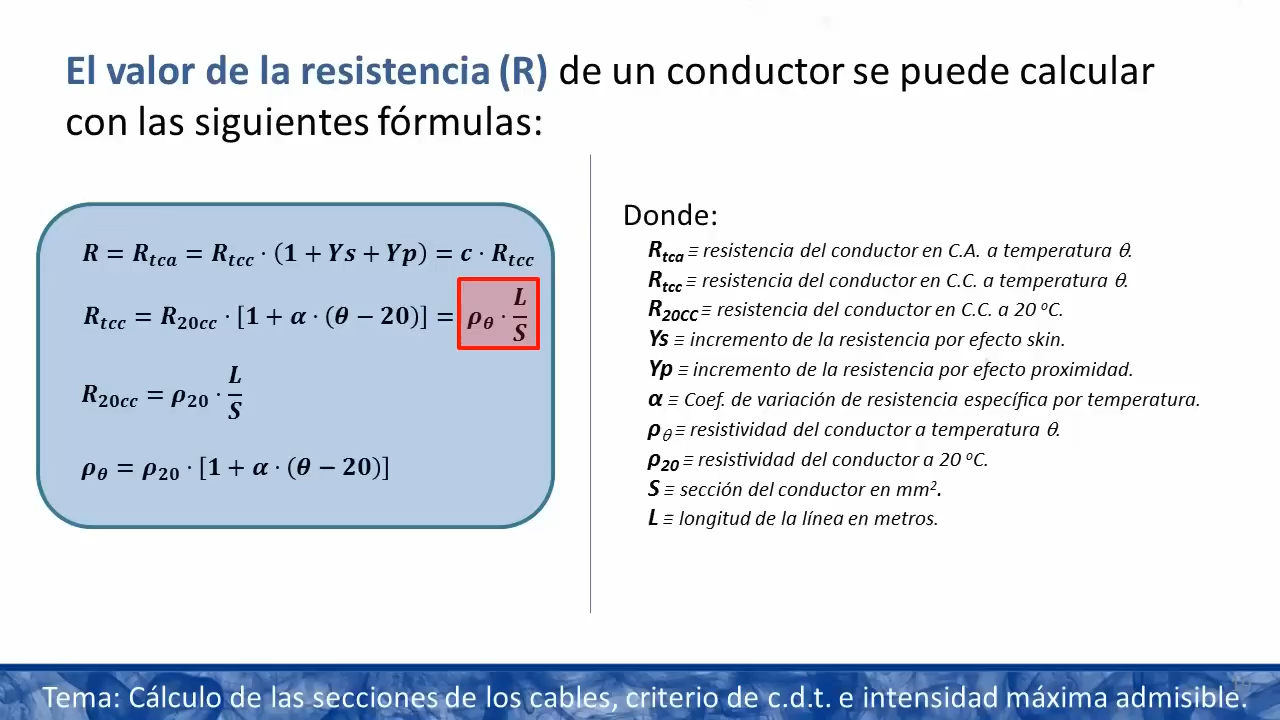 El valor de la resistencia (R) de un conductor se puede calcular
con las siguientes fórmulas:
R = R_tca = R_tcc · (1 + Ys + Yp) = c · R_tcc
R_tcc = R_20cc · [1 + α · (θ − 20)] = ρ_θ · L/S
R_20cc = ρ_20 · L/S
ρ_θ = ρ_20 · [1 + α · (θ − 20)]
Donde:
R_tca ≡ resistencia del conductor en C.A. a temperatura θ.
R_tcc ≡ resistencia del conductor en C.C. a temperatura θ.
R_20CC ≡ resistencia del conductor en C.C. a 20 ºC.
Ys ≡ incremento de la resistencia por efecto skin.
Yp ≡ incremento de la resistencia por efecto proximidad.
α ≡ Coef. de variación de resistencia específica por temperatura.
ρ_θ ≡ resistividad del conductor a temperatura θ.
ρ_20 ≡ resistividad del conductor a 20 ºC.
S ≡ sección del conductor en mm².
L ≡ longitud de la línea en metros.
Tema: Cálculo de las secciones de los cables, criterio de c.d.t. e intensidad máxima admisible.